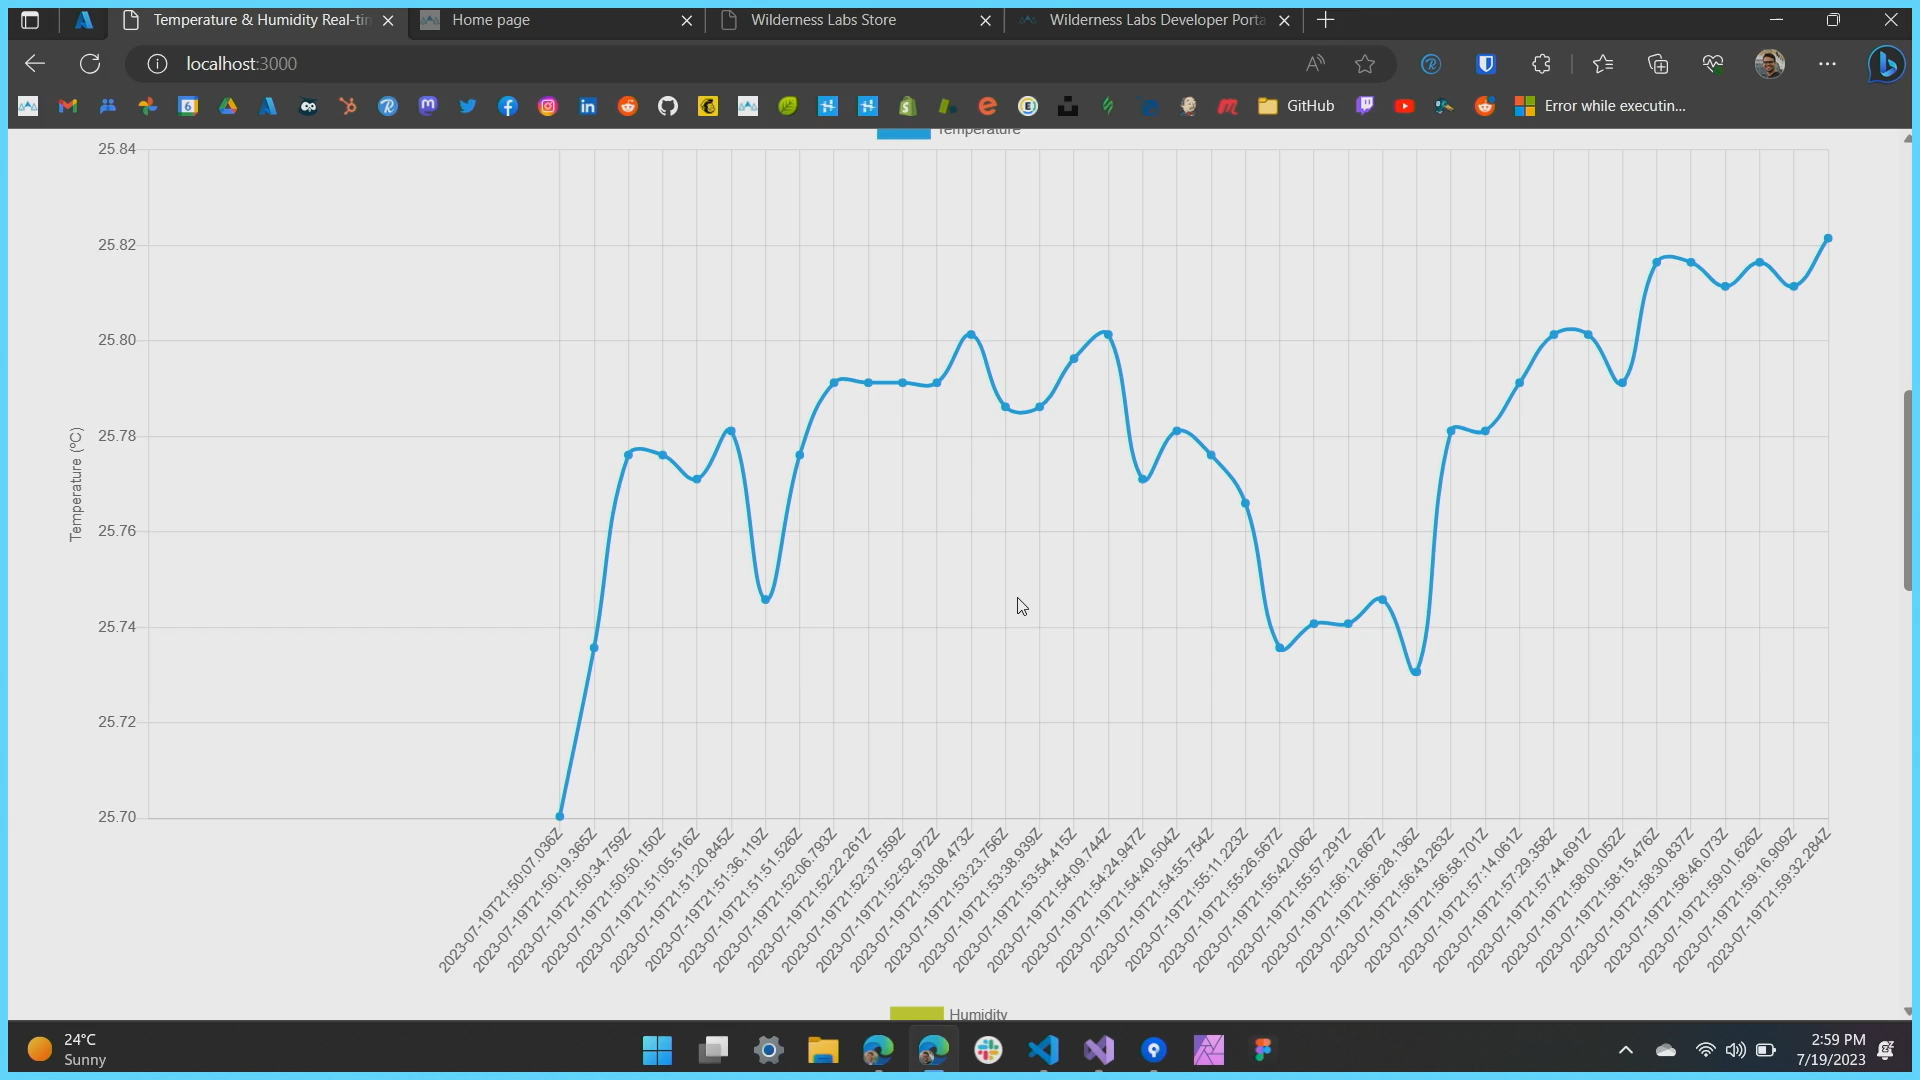 Temperature & Humidity Real-tin
Home page
Wilderness Labs Store
Wilderness Labs Developer Porta
localhost:3000
GitHub
Error while executin...
Temperature
25.84
25.82
25.80
25.78
25.76
25.74
25.72
25.70
Temperature (ºC)
2023-07-19T21:50:07.036Z
2023-07-19T21:50:19.365Z
2023-07-19T21:50:34.759Z
2023-07-19T21:50:50.150Z
2023-07-19T21:51:05.516Z
2023-07-19T21:51:20.845Z
2023-07-19T21:51:36.119Z
2023-07-19T21:51:51.526Z
2023-07-19T21:52:06.793Z
2023-07-19T21:52:22.261Z
2023-07-19T21:52:37.559Z
2023-07-19T21:52:52.972Z
2023-07-19T21:53:08.473Z
2023-07-19T21:53:23.756Z
2023-07-19T21:53:38.939Z
2023-07-19T21:53:54.415Z
2023-07-19T21:54:09.744Z
2023-07-19T21:54:24.947Z
2023-07-19T21:54:40.504Z
2023-07-19T21:54:55.754Z
2023-07-19T21:55:11.223Z
2023-07-19T21:55:26.567Z
2023-07-19T21:55:42.006Z
2023-07-19T21:55:57.291Z
2023-07-19T21:56:12.667Z
2023-07-19T21:56:28.136Z
2023-07-19T21:56:43.263Z
2023-07-19T21:56:58.701Z
2023-07-19T21:57:14.061Z
2023-07-19T21:57:29.358Z
2023-07-19T21:57:44.691Z
2023-07-19T21:58:00.052Z
2023-07-19T21:58:15.476Z
2023-07-19T21:58:30.837Z
2023-07-19T21:58:46.073Z
2023-07-19T21:59:01.626Z
2023-07-19T21:59:16.909Z
2023-07-19T21:59:32.284Z
Humidity
24°C
Sunny
2:59 PM
7/19/2023